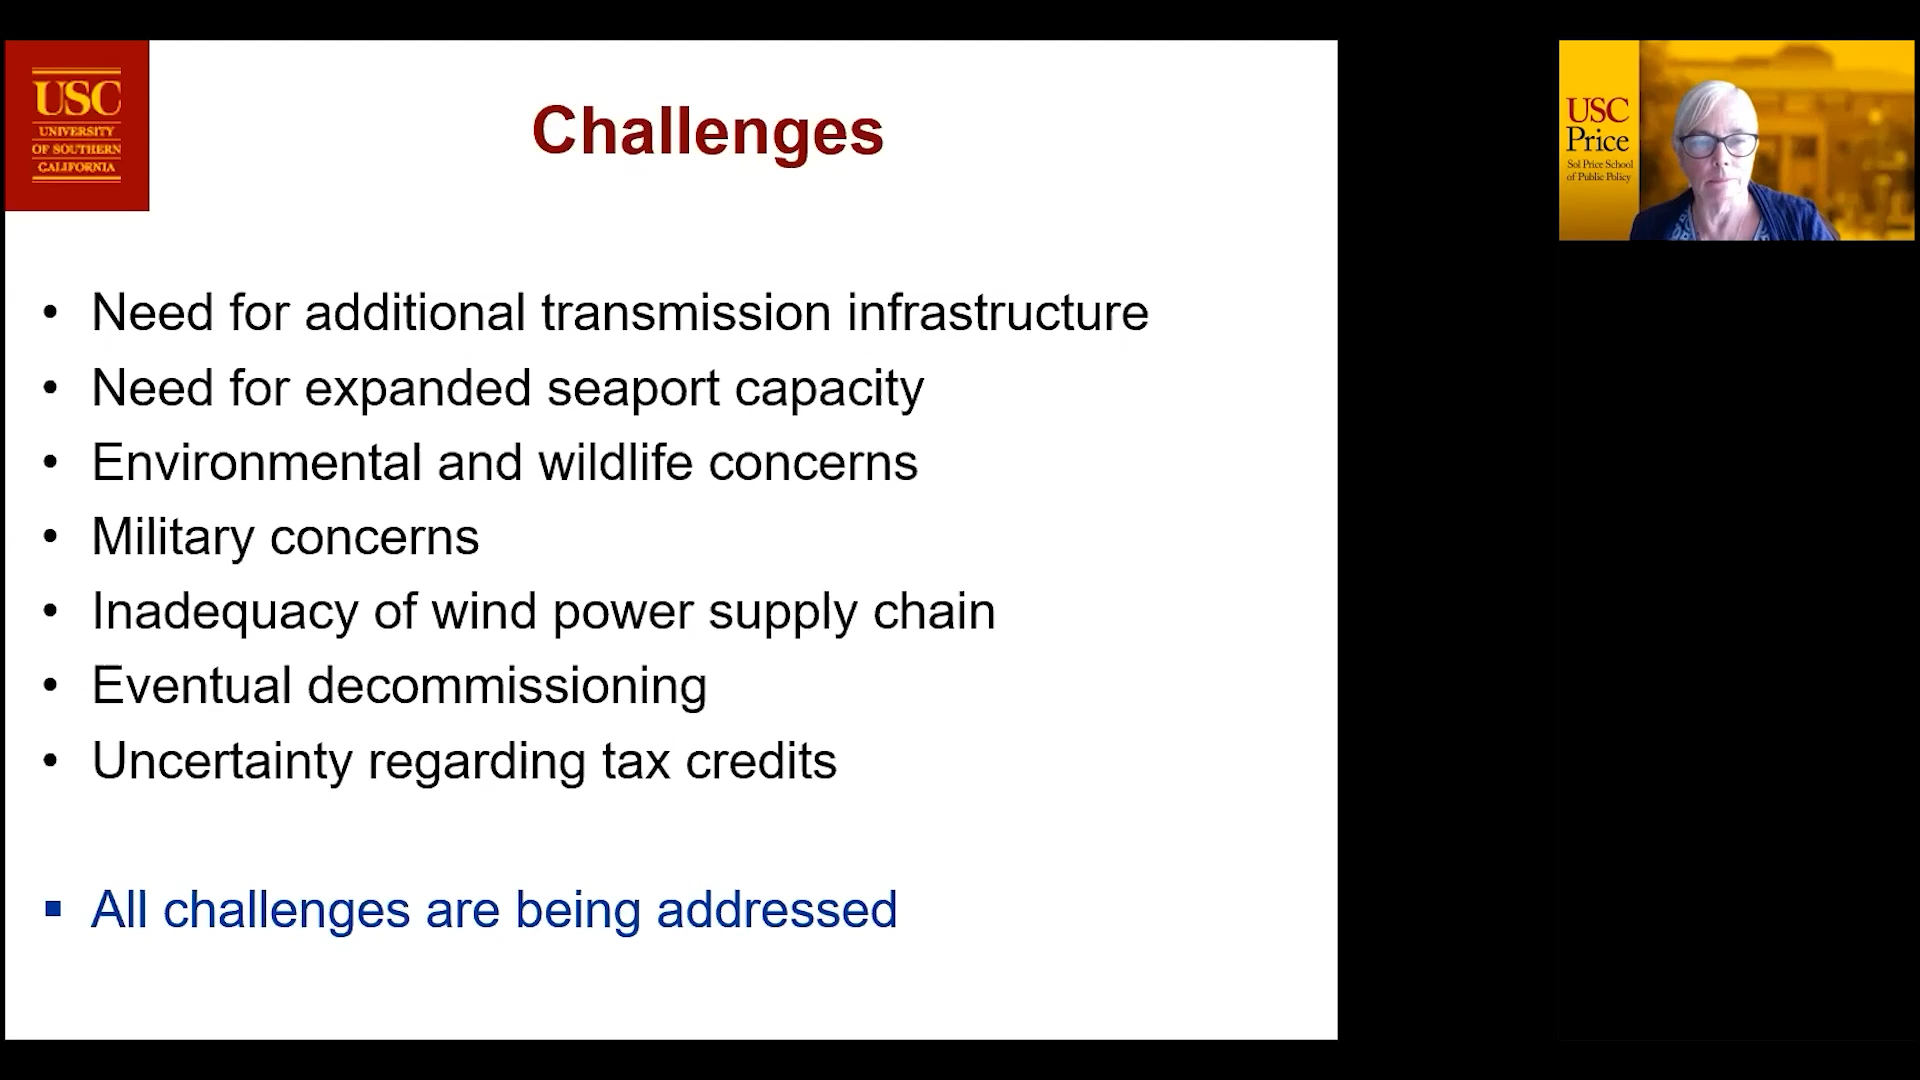 USC
UNIVERSITY
OF SOUTHERN
CALIFORNIA
Challenges
• Need for additional transmission infrastructure
• Need for expanded seaport capacity
• Environmental and wildlife concerns
• Military concerns
• Inadequacy of wind power supply chain
• Eventual decommissioning
• Uncertainty regarding tax credits
▪ All challenges are being addressed
USC
Price
Sol Price School
of Public Policy